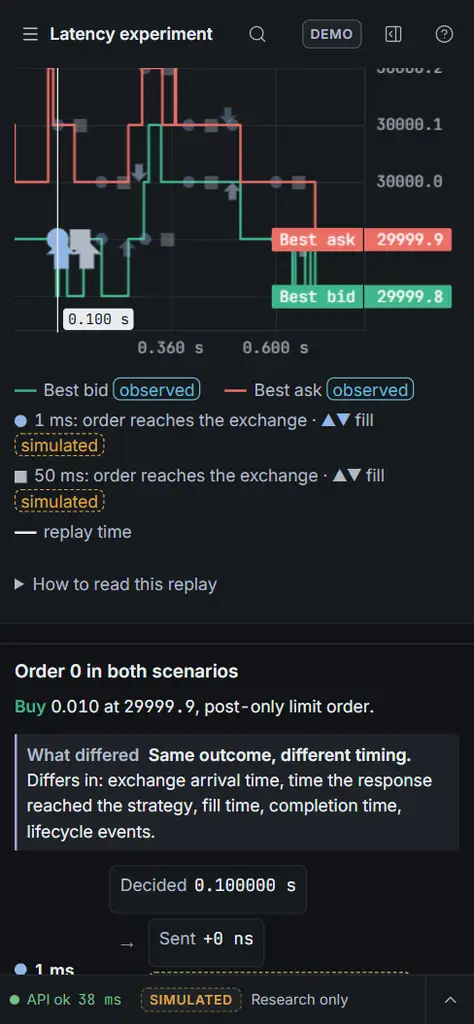 Latency experiment
DEMO
30000.2
30000.1
30000.0
Best ask 29999.9
Best bid 29999.8
0.100 s
0.360 s 0.600 s
Best bid observed Best ask observed
1 ms: order reaches the exchange · ▲▼ fill
simulated
50 ms: order reaches the exchange · ▲▼ fill
simulated
replay time
▶ How to read this replay
Order 0 in both scenarios
Buy 0.010 at 29999.9, post-only limit order.
What differed Same outcome, different timing.
Differs in: exchange arrival time, time the response
reached the strategy, fill time, completion time,
lifecycle events.
Decided 0.100000 s
→ Sent +0 ns
1 ms
API ok 38 ms SIMULATED Research only